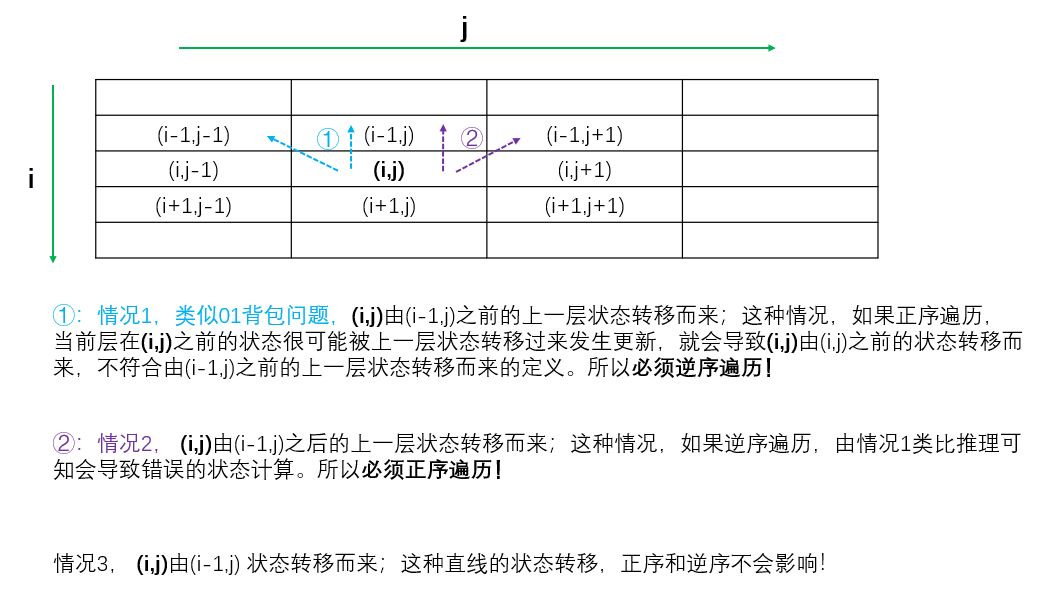 j
(i-1,j-1) ① (i-1,j) ② (i-1,j+1)
i (i,j-1) (i,j) (i,j+1)
(i+1,j-1) (i+1,j) (i+1,j+1)
①：情况1，类似01背包问题，(i,j)由(i-1,j)之前的上一层状态转移而来；这种情况，如果正序遍历，
当前层在(i,j)之前的状态很可能被上一层状态转移过来发生更新，就会导致(i,j)由(i,j)之前的状态转移而
来，不符合由(i-1,j)之前的上一层状态转移而来的定义。所以必须逆序遍历！
②：情况2， (i,j)由(i-1,j)之后的上一层状态转移而来；这种情况，如果逆序遍历，由情况1类比推理可
知会导致错误的状态计算。所以必须正序遍历！
情况3， (i,j)由(i-1,j) 状态转移而来；这种直线的状态转移，正序和逆序不会影响！